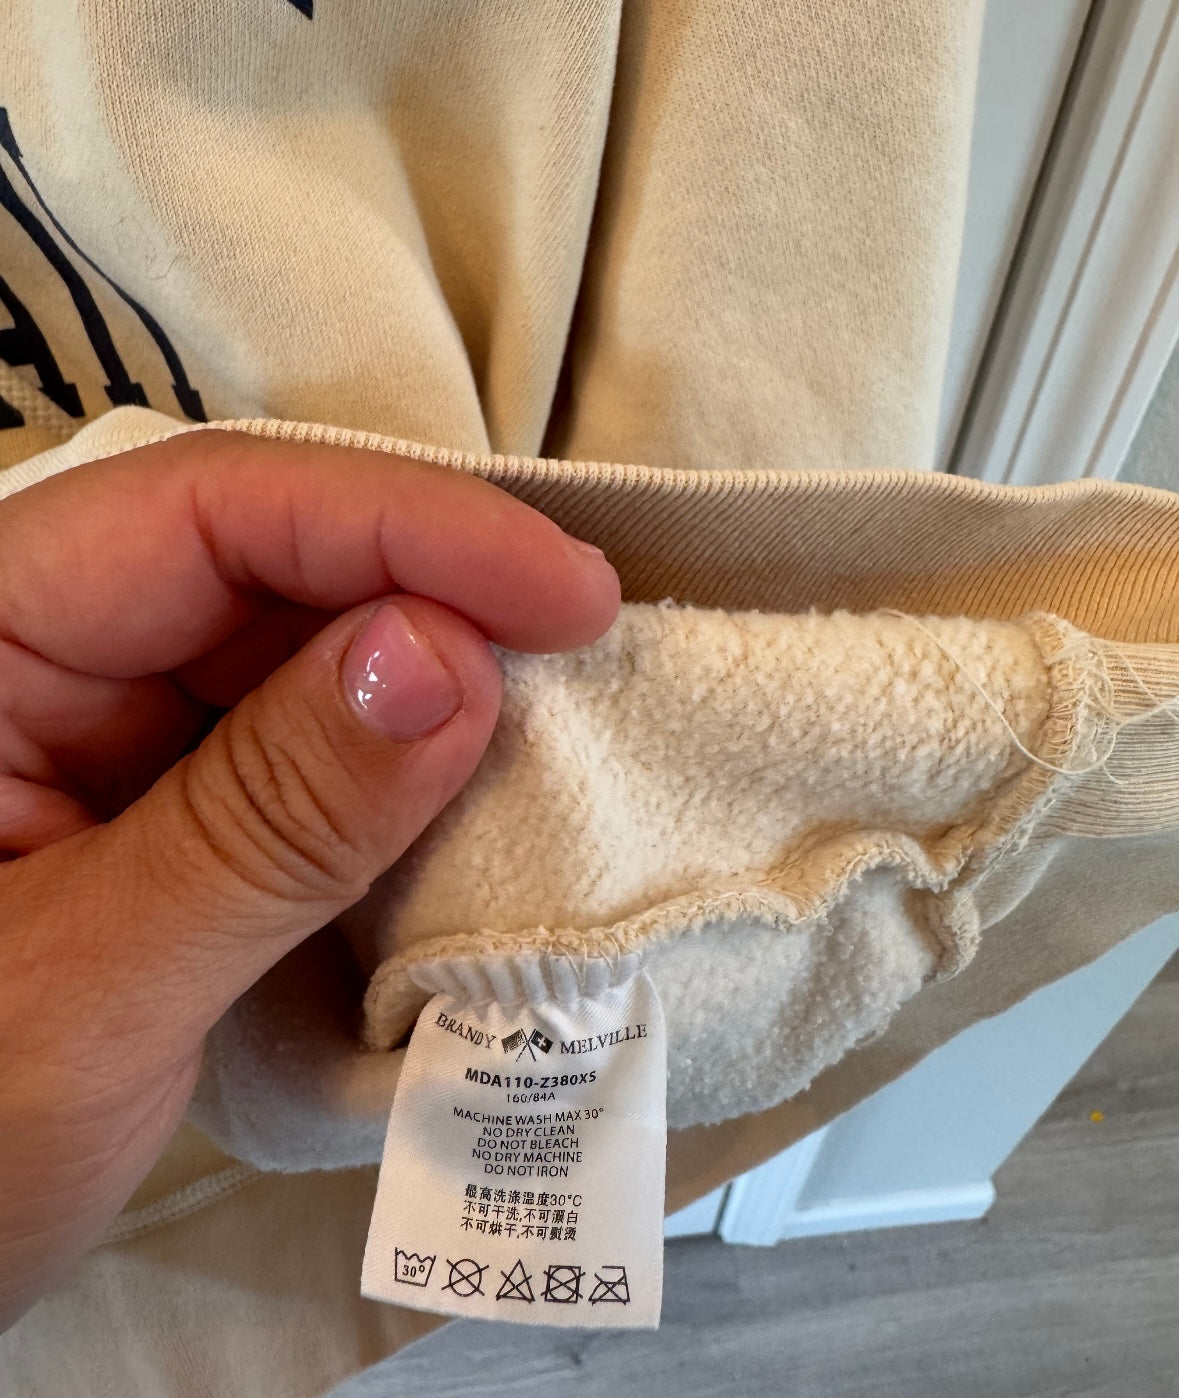 BRANDY MELVILLE
MDA110-Z380XS
160/84A
MACHINE WASH MAX 30°
NO DRY CLEAN
DO NOT BLEACH
NO DRY MACHINE
DO NOT IRON
最高洗涤温度30°C
不可干洗,不可漂白
不可烘干,不可熨烫
30°